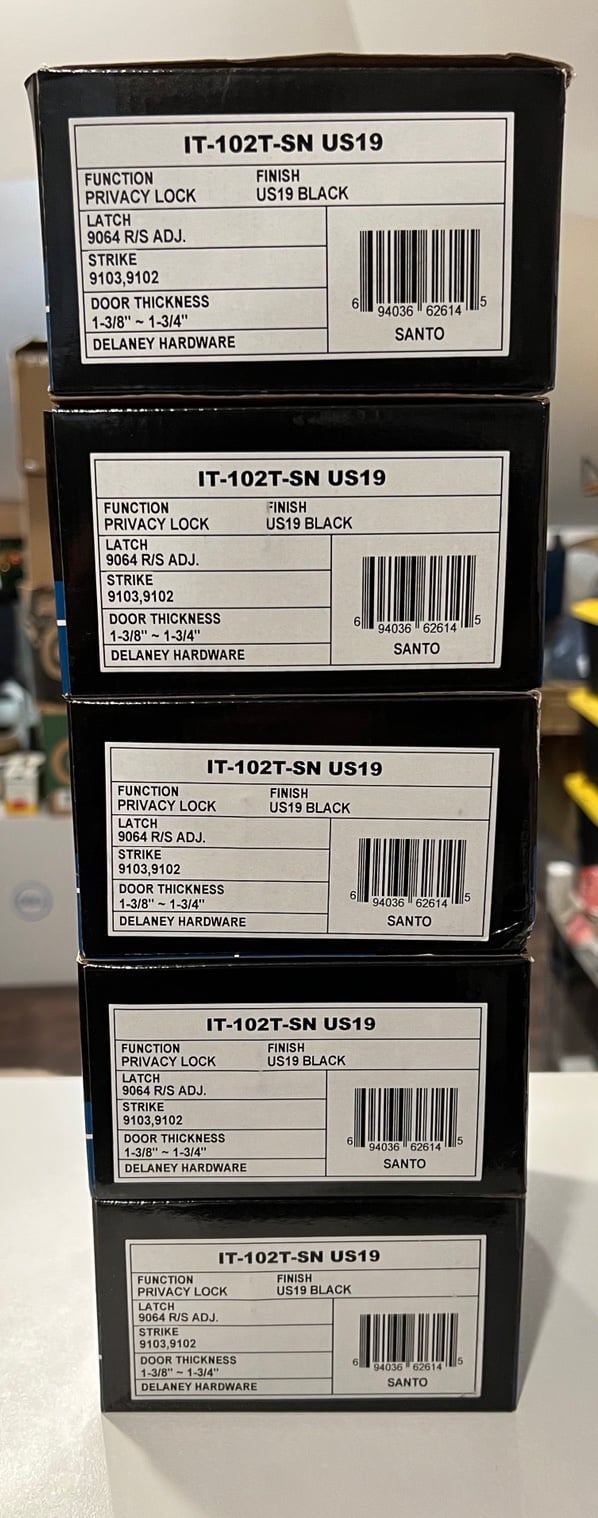 IT-102T-SN US19
FUNCTION FINISH
PRIVACY LOCK US19 BLACK
LATCH
9064 R/S ADJ.
STRIKE
9103,9102
DOOR THICKNESS
1-3/8" ~ 1-3/4"
DELANEY HARDWARE
6 94036 62614 5
SANTO
IT-102T-SN US19
FUNCTION FINISH
PRIVACY LOCK US19 BLACK
LATCH
9064 R/S ADJ.
STRIKE
9103,9102
DOOR THICKNESS
1-3/8" ~ 1-3/4"
DELANEY HARDWARE
6 94036 62614 5
SANTO
IT-102T-SN US19
FUNCTION FINISH
PRIVACY LOCK US19 BLACK
LATCH
9064 R/S ADJ.
STRIKE
9103,9102
DOOR THICKNESS
1-3/8" ~ 1-3/4"
DELANEY HARDWARE
6 94036 62614 5
SANTO
IT-102T-SN US19
FUNCTION FINISH
PRIVACY LOCK US19 BLACK
LATCH
9064 R/S ADJ.
STRIKE
9103,9102
DOOR THICKNESS
1-3/8" ~ 1-3/4"
DELANEY HARDWARE
6 94036 62614 5
SANTO
IT-102T-SN US19
FUNCTION FINISH
PRIVACY LOCK US19 BLACK
LATCH
9064 R/S ADJ.
STRIKE
9103,9102
DOOR THICKNESS
1-3/8" ~ 1-3/4"
DELANEY HARDWARE
6 94036 62614 5
SANTO